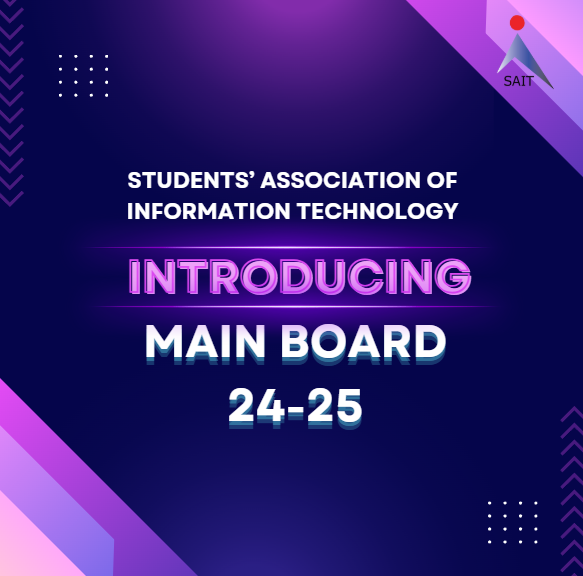 SAIT
STUDENTS’ ASSOCIATION OF
INFORMATION TECHNOLOGY
INTRODUCING
MAIN BOARD
24-25